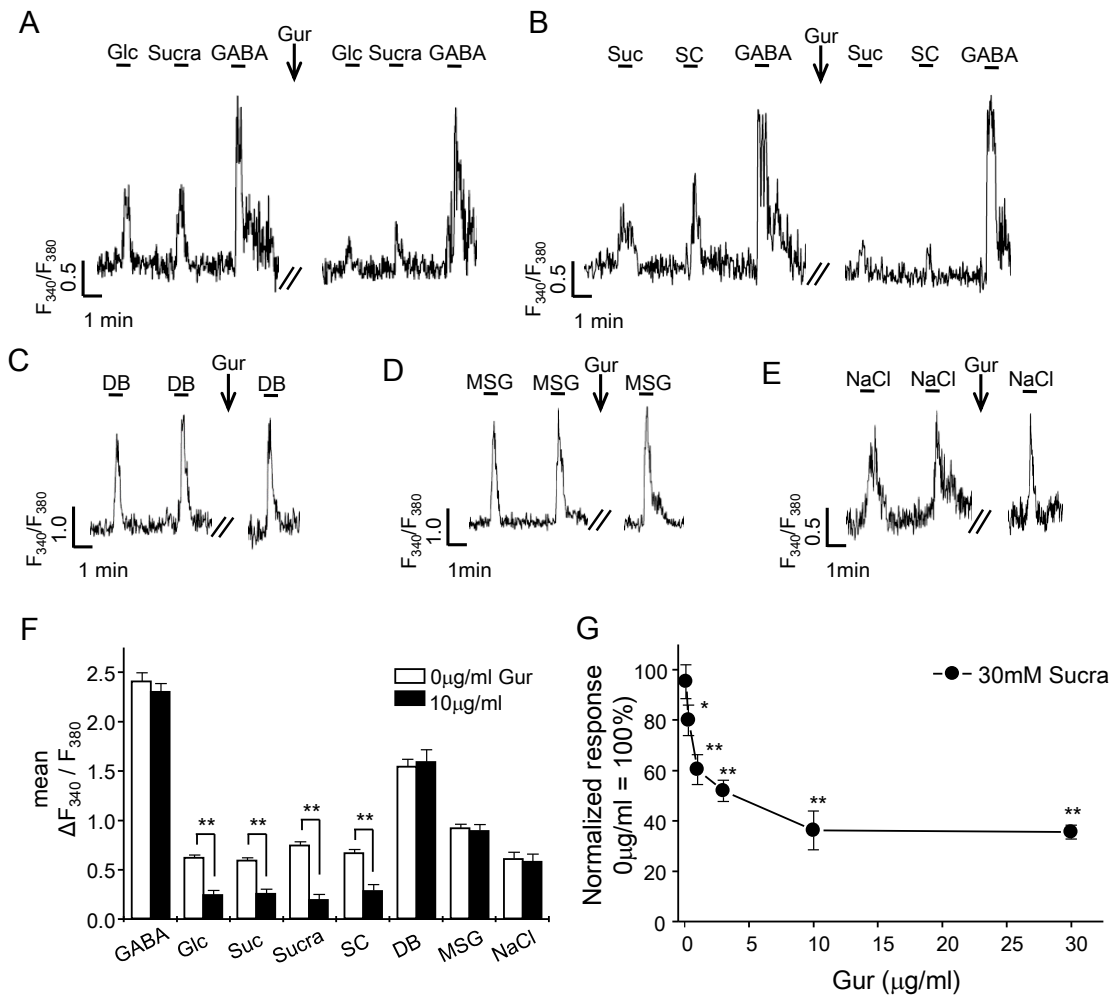 A
Gur
Glc Sucra GABA Glc Sucra GABA
F340/F380
0.5
1 min
B
Gur
Suc SC GABA Suc SC GABA
F340/F380
0.5
1 min
C
Gur
DB DB DB
F340/F380
1.0
1 min
D
Gur
MSG MSG MSG
F340/F380
1.0
1min
E
Gur
NaCl NaCl NaCl
F340/F380
0.5
1min
F
mean
ΔF340 / F380
2.5
2.0
1.5
1.0
0.5
0.0
0µg/ml Gur
10µg/ml
** ** ** **
GABA Glc Suc Sucra SC DB MSG NaCl
G
Normalized response
0µg/ml = 100%)
100
80
60
40
20
0
30mM Sucra
*
**
**
**
**
0 5 10 15 20 25 30
Gur (µg/ml)